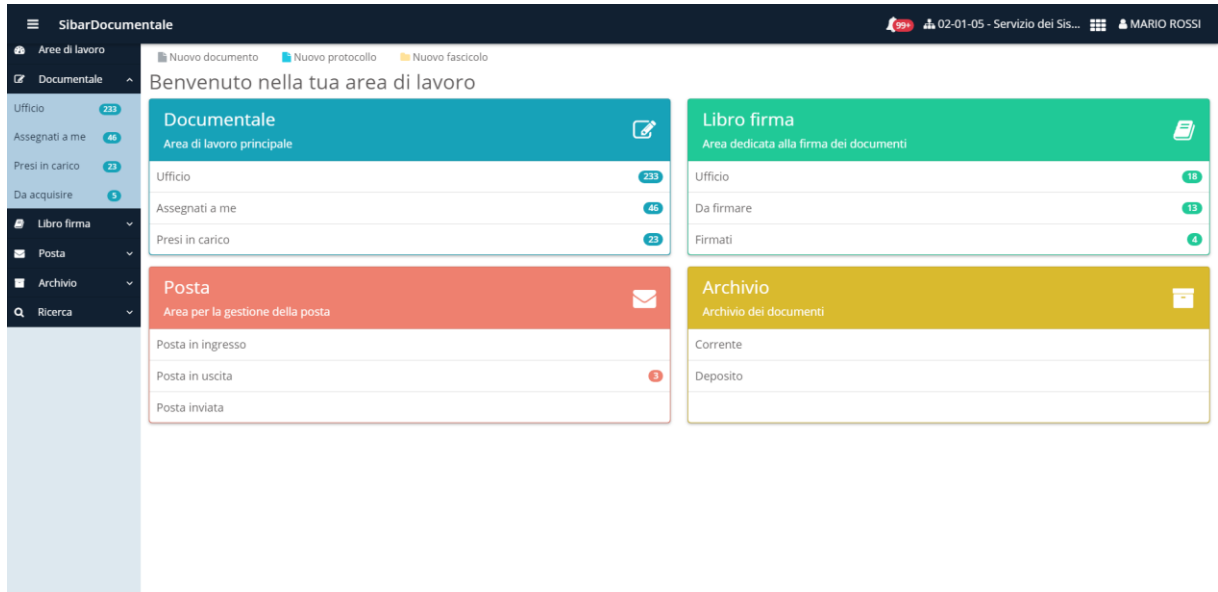 SibarDocumentale
99+
02-01-05 - Servizio dei Sis...
MARIO ROSSI
Aree di lavoro
Documentale
Ufficio 233
Assegnati a me 46
Presi in carico 23
Da acquisire 5
Libro firma
Posta
Archivio
Ricerca
Nuovo documento Nuovo protocollo Nuovo fascicolo
Benvenuto nella tua area di lavoro
Documentale
Area di lavoro principale
Ufficio 233
Assegnati a me 46
Presi in carico 23
Libro firma
Area dedicata alla firma dei documenti
Ufficio 18
Da firmare 13
Firmati 4
Posta
Area per la gestione della posta
Posta in ingresso
Posta in uscita 3
Posta inviata
Archivio
Archivio dei documenti
Corrente
Deposito